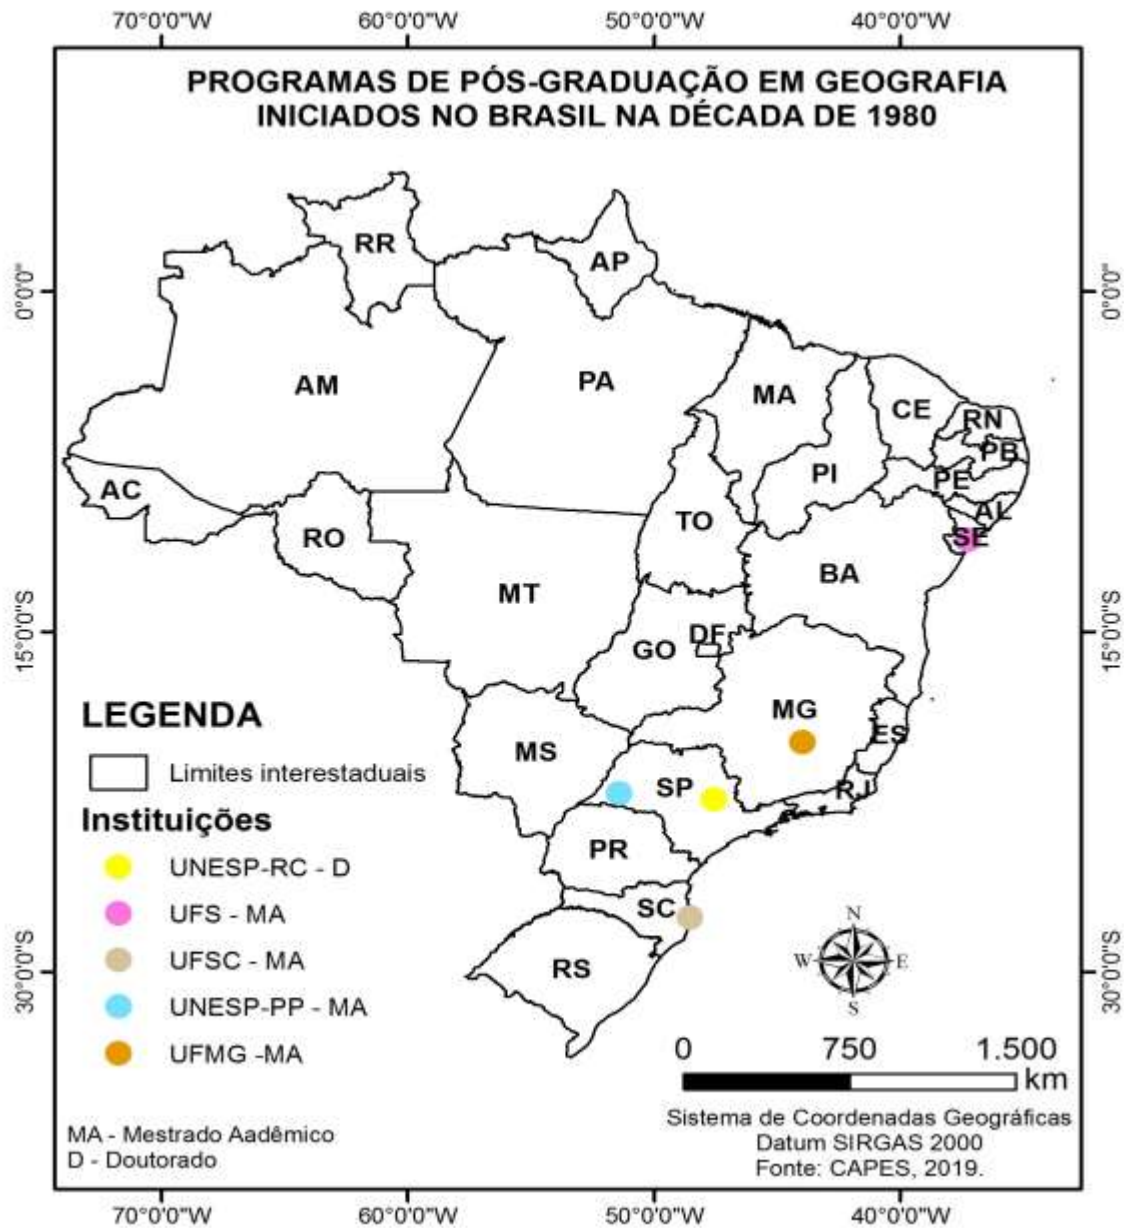 70°0'0"W 60°0'0"W 50°0'0"W 40°0'0"W
PROGRAMAS DE PÓS-GRADUAÇÃO EM GEOGRAFIA
INICIADOS NO BRASIL NA DÉCADA DE 1980
RR
AP
0°0'0"
0°0'0"
AM
PA
MA
CE
RN
PB
PI
PE
AC
AL
TO
SE
RO
BA
MT
15°0'0"S
DF
15°0'0"S
GO
MG
ES
MS
SP
RJ
PR
SC
RS
LEGENDA
Limites interestaduais
Instituições
UNESP-RC - D
UFS - MA
UFSC - MA
UNESP-PP - MA
UFMG -MA
30°0'0"S
30°0'0"S
N
W E
S
0 750 1.500
km
MA - Mestrado Aadêmico
D - Doutorado
Sistema de Coordenadas Geográficas
Datum SIRGAS 2000
Fonte: CAPES, 2019.
70°0'0"W 60°0'0"W 50°0'0"W 40°0'0"W